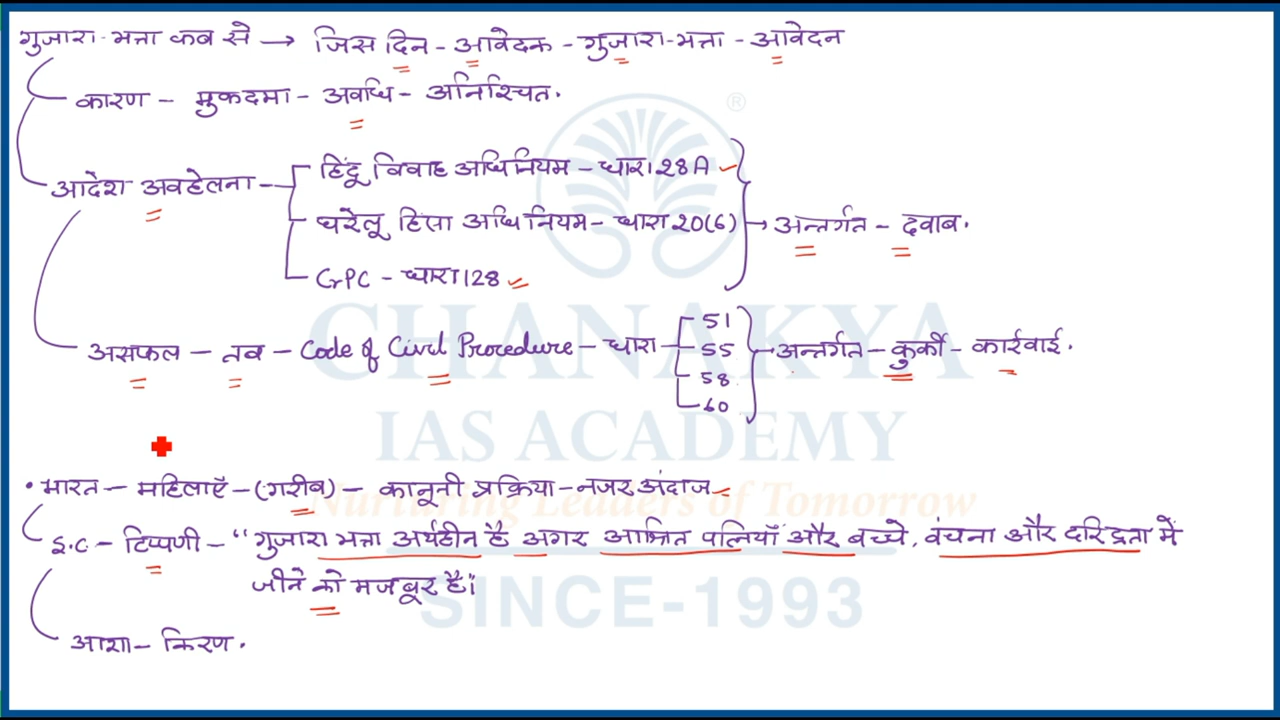 गुजारा-भत्ता कब से → जिस दिन - आवेदक - गुजारा-भत्ता - आवेदन
कारण - मुकदमा - अवधि - अनिश्चित.
आदेश अवहेलना - हिंदू विवाह अधिनियम - धारा 28A
घरेलू हिंसा अधिनियम - धारा 20(6) → अन्तर्गत - दवाब.
CrPC - धारा 128
असफल - तब - Code of Civil Procedure - धारा 51 55 58 60 → अन्तर्गत - कुर्की - कार्रवाई.
• भारत - महिलाएँ - (गरीब) - कानूनी प्रक्रिया - नजर अंदाज
S.C - टिप्पणी - "गुजारा भत्ता अर्थहीन है अगर आश्रित पत्नियाँ और बच्चे, वंचना और दरिद्रता में
जीने को मजबूर है।"
आशा - किरण.
CHANAKYA ®
IAS ACADEMY
Nurturing Leaders of Tomorrow
SINCE-1993